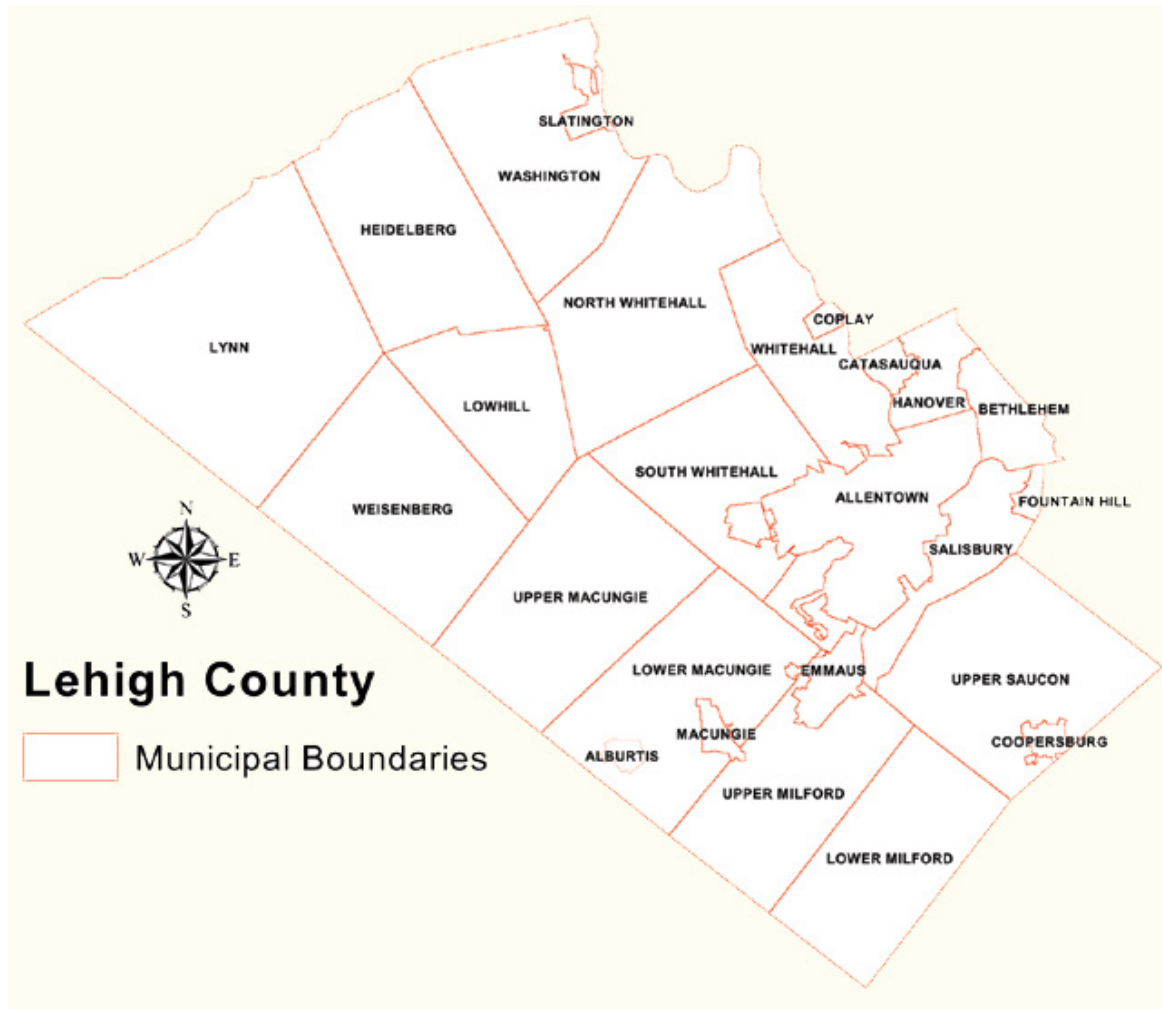 SLATINGTON
WASHINGTON
HEIDELBERG
NORTH WHITEHALL
COPLAY
LYNN
WHITEHALL
CATASAUQUA
HANOVER
BETHLEHEM
LOWHILL
SOUTH WHITEHALL
ALLENTOWN
FOUNTAIN HILL
WEISENBERG
N
W
E
S
SALISBURY
UPPER MACUNGIE
LOWER MACUNGIE
EMMAUS
UPPER SAUCON
Lehigh County
MACUNGIE
COOPERSBURG
ALBURTIS
Municipal Boundaries
UPPER MILFORD
LOWER MILFORD